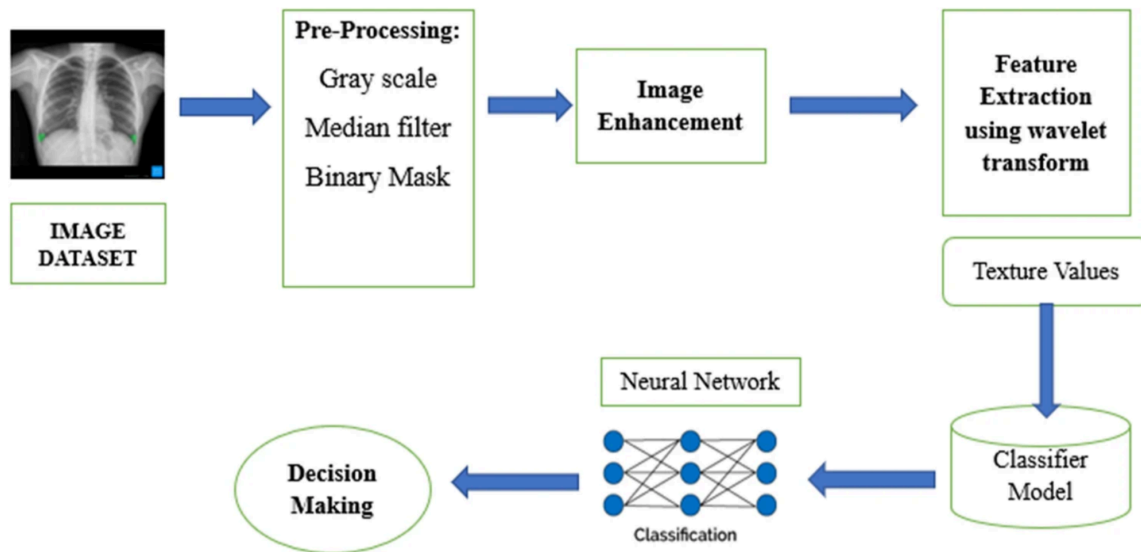 Pre-Processing:
Gray scale
Median filter
Binary Mask
IMAGE
DATASET
Image
Enhancement
Feature
Extraction
using wavelet
transform
Texture Values
Classifier
Model
Neural Network
Classification
Decision
Making